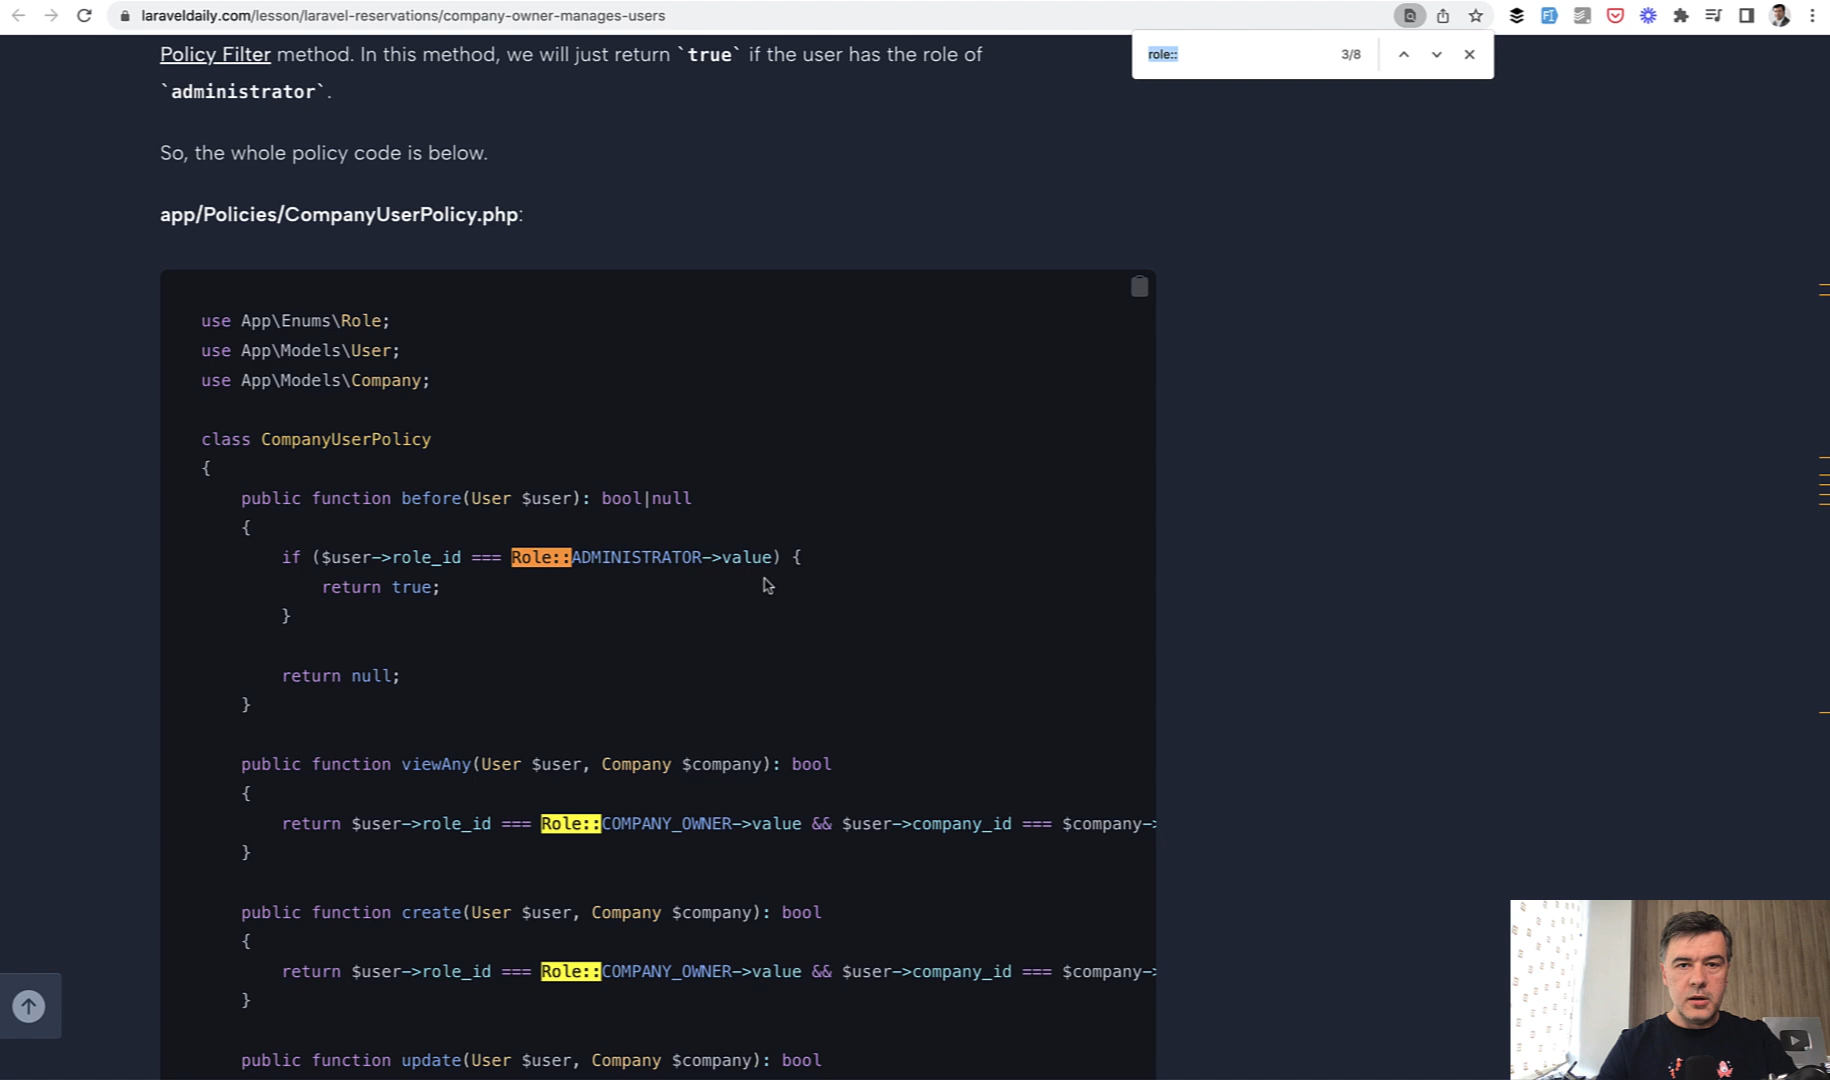 laraveldaily.com/lesson/laravel-reservations/company-owner-manages-users
role::
3/8
Policy Filter method. In this method, we will just return `true` if the user has the role of
`administrator`.
So, the whole policy code is below.
app/Policies/CompanyUserPolicy.php:
use App\Enums\Role;
use App\Models\User;
use App\Models\Company;
class CompanyUserPolicy
{
public function before(User $user): bool|null
{
if ($user->role_id === Role::ADMINISTRATOR->value) {
return true;
}
return null;
}
public function viewAny(User $user, Company $company): bool
{
return $user->role_id === Role::COMPANY_OWNER->value && $user->company_id === $company->
}
public function create(User $user, Company $company): bool
{
return $user->role_id === Role::COMPANY_OWNER->value && $user->company_id === $company->
}
public function update(User $user, Company $company): bool